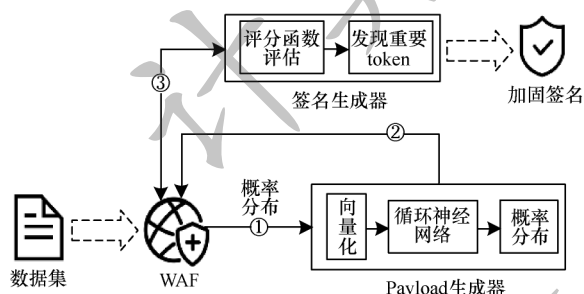 评分函数
评估
发现重要
token
签名生成器
加固签名
③
②
概率
分布
①
向
量
化
循环神经
网络
概率
分布
数据集
WAF
Payload生成器
计